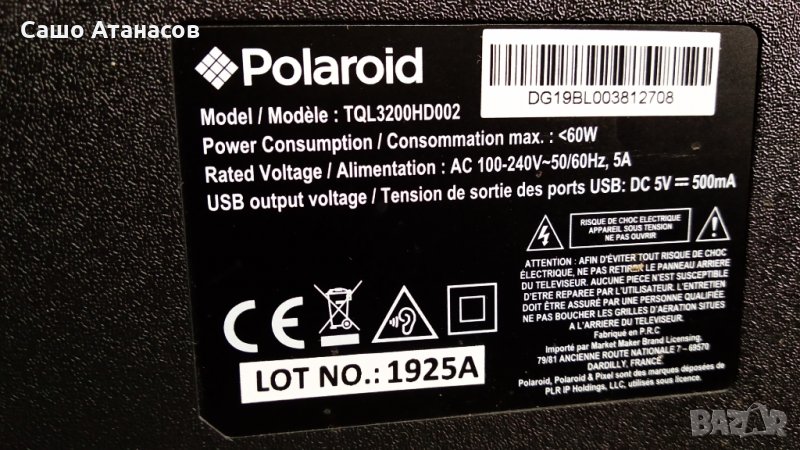 Сашо Атанасов
Polaroid
DG19BL003812708
Model / Modèle : TQL3200HD002
Power Consumption / Consommation max. : <60W
Rated Voltage / Alimentation : AC 100-240V~50/60Hz, 5A
USB output voltage / Tension de sortie des ports USB: DC 5V⎓500mA
RISQUE DE CHOC ELECTRIQUE
APPAREIL SOUS TENSION
NE PAS OUVRIR
ATTENTION : AFIN D'ÉVITER TOUT RISQUE DE CHOC
ÉLECTRIQUE, NE PAS RETIRER LE PANNEAU ARRIERE
DU TELEVISEUR. AUCUNE PIECE N'EST SUSCEPTIBLE
D'ETRE REPAREE PAR L'UTILISATEUR. L'ENTRETIEN
DOIT ÊTRE ASSURÉ PAR UNE PERSONNE QUALIFIÉE.
NE PAS BOUCHER LES GRILLES D'AERATION SITUES
A L'ARRIERE DU TELEVISEUR.
Fabriqué en P.R.C
Importé par Market Maker Brand Licensing,
79/81 ANCIENNE ROUTE NATIONALE 7 – 69570
DARDILLY, FRANCE.
Polaroid, Polaroid & Pixel sont des marques déposées de
PLR IP Holdings, LLC, utilisés sous licence.
CE
LOT NO.: 1925A
BAZAR